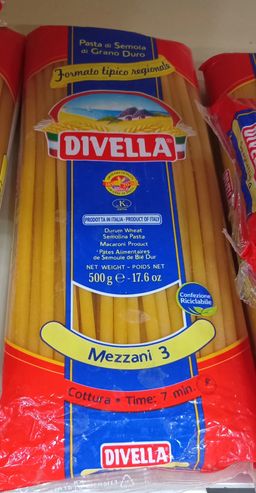 Pasta di Semola
di Grano Duro
Formato tipico regionale
DIVELLA
K
PRODOTTA IN ITALIA - PRODUCT OF ITALY
Durum Wheat
Semolina Pasta
Macaroni Product
Pâtes Alimentaires
de Semoule de Blé Dur
NET WEIGHT - POIDS NET
500 g e - 17.6 oz
Confezione
Riciclabile
Mezzani 3
Cottura • Time: 7 min.
DIVELLA